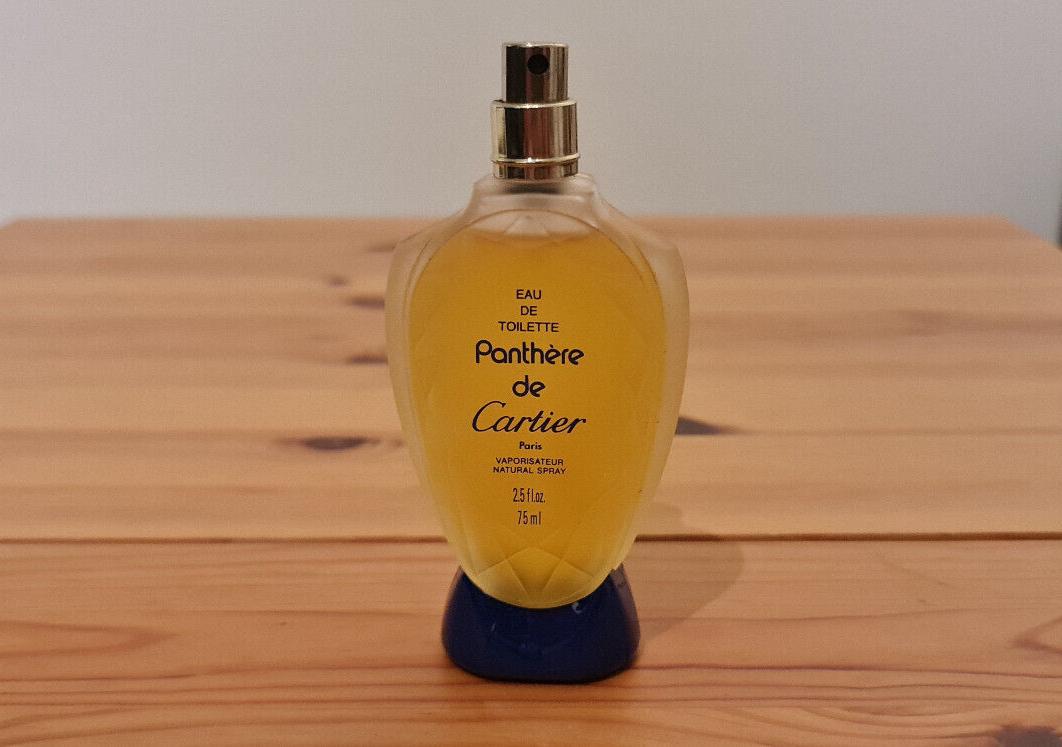 EAU
DE
TOILETTE
Panthère
de
Cartier
Paris
VAPORISATEUR
NATURAL SPRAY
2.5 fl.oz.
75 ml